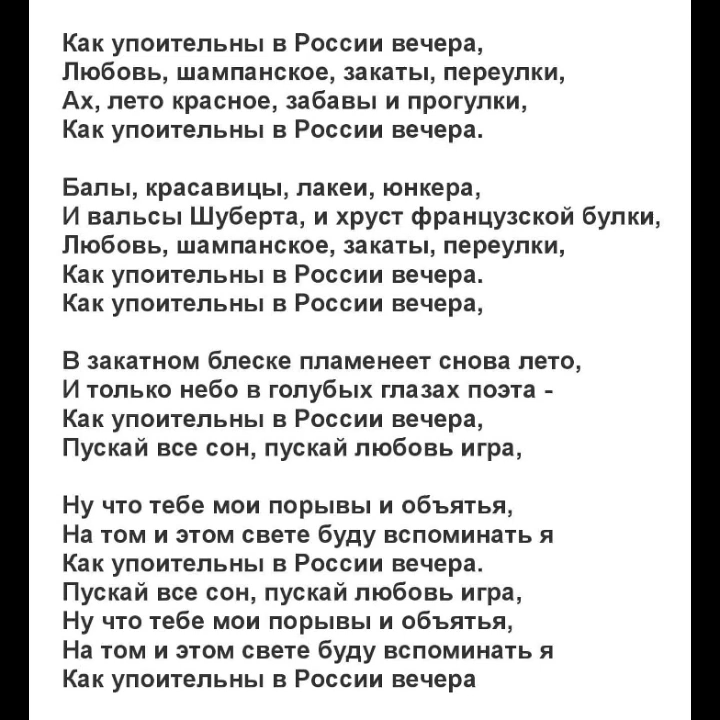 Как упоительны в России вечера,
Любовь, шампанское, закаты, переулки,
Ах, лето красное, забавы и прогулки,
Как упоительны в России вечера.
Балы, красавицы, лакеи, юнкера,
И вальсы Шуберта, и хруст французской булки,
Любовь, шампанское, закаты, переулки,
Как упоительны в России вечера.
Как упоительны в России вечера,
В закатном блеске пламенеет снова лето,
И только небо в голубых глазах поэта -
Как упоительны в России вечера,
Пускай все сон, пускай любовь игра,
Ну что тебе мои порывы и объятья,
На том и этом свете буду вспоминать я
Как упоительны в России вечера.
Пускай все сон, пускай любовь игра,
Ну что тебе мои порывы и объятья,
На том и этом свете буду вспоминать я
Как упоительны в России вечера